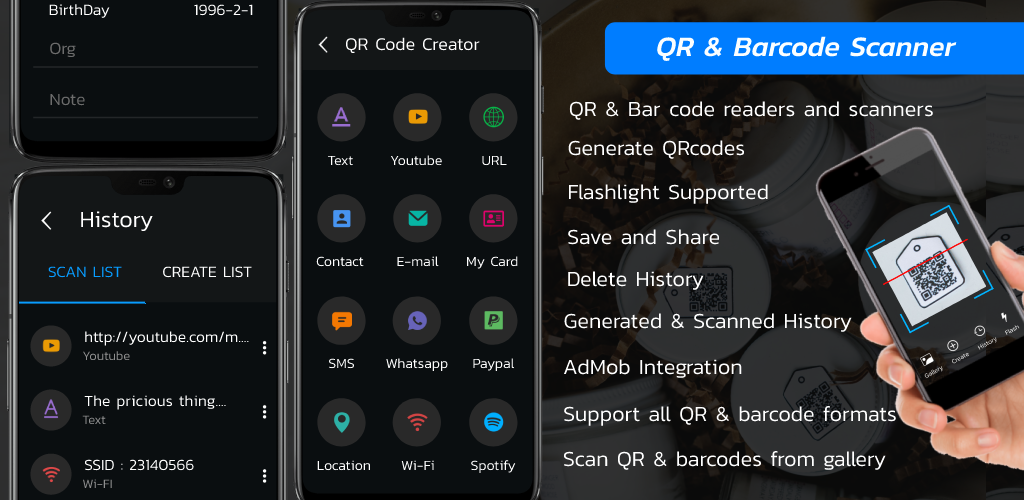 BirthDay 1996-2-1
Org
Note
History
SCAN LIST CREATE LIST
http://youtube.com/m....
Youtube
The pricious thing....
Text
SSID : 23140566
Wi-FI
QR Code Creator
Text Youtube URL
Contact E-mail My Card
SMS Whatsapp Paypal
Location Wi-Fi Spotify
QR & Barcode Scanner
QR & Bar code readers and scanners
Generate QRcodes
Flashlight Supported
Save and Share
Delete History
Generated & Scanned History
AdMob Integration
Support all QR & barcode formats
Scan QR & barcodes from gallery
Gallery Create History Flash